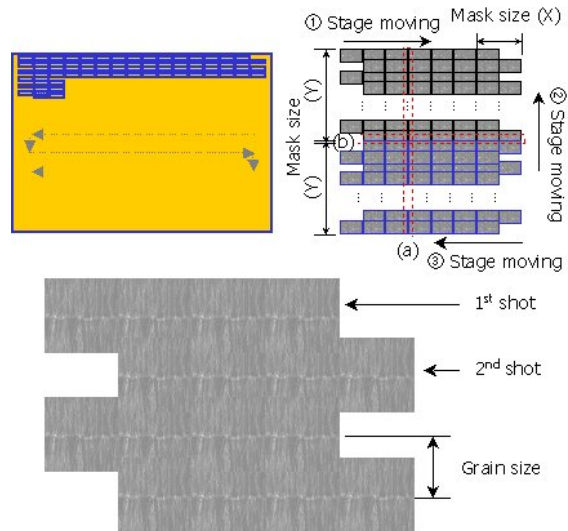 ① Stage moving
Mask size (X)
Mask size
(Y)
(Y)
② Stage moving
(b)
(a)
③ Stage moving
1st shot
2nd shot
Grain size